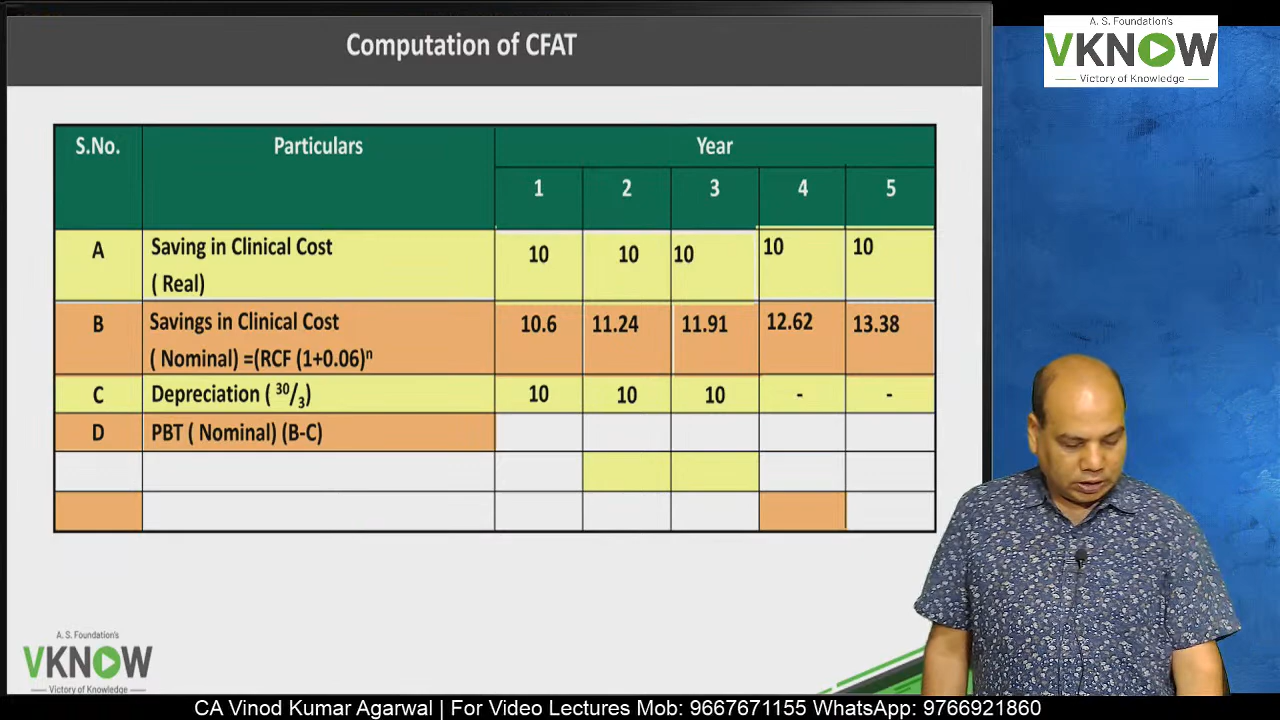 Computation of CFAT
A. S. Foundation's
VKNOW
Victory of Knowledge
S.No. Particulars Year
1 2 3 4 5
A Saving in Clinical Cost 10 10 10 10 10
( Real)
B Savings in Clinical Cost 10.6 11.24 11.91 12.62 13.38
( Nominal) =(RCF (1+0.06)ⁿ
C Depreciation ( ³⁰/₃) 10 10 10 - -
D PBT ( Nominal) (B-C)
A. S. Foundation's
VKNOW
Victory of Knowledge
CA Vinod Kumar Agarwal | For Video Lectures Mob: 9667671155 WhatsApp: 9766921860